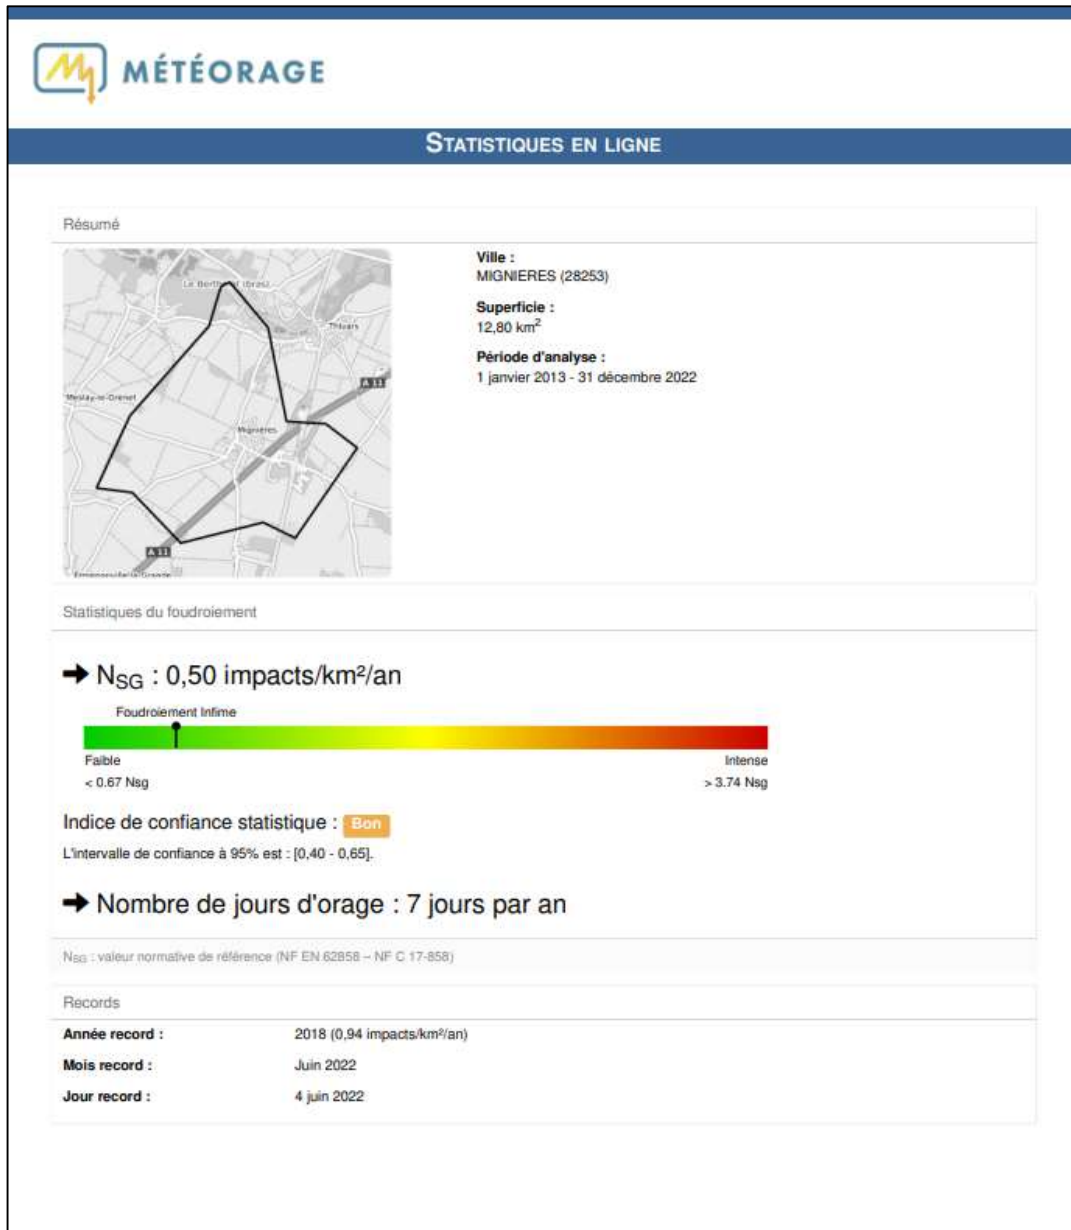 MÉTÉORAGE
STATISTIQUES EN LIGNE
Résumé
Thivars
A 11
Meslay-le-Grenet
Mignières
A 11
Ville :
MIGNIERES (28253)
Superficie :
12,80 km²
Période d'analyse :
1 janvier 2013 - 31 décembre 2022
Statistiques du foudroiement
➔ NSG : 0,50 impacts/km²/an
Foudroiement Infime
Faible Intense
< 0.67 Nsg > 3.74 Nsg
Indice de confiance statistique : Bon
L'intervalle de confiance à 95% est : [0,40 - 0,65].
➔ Nombre de jours d'orage : 7 jours par an
NSG : valeur normative de référence (NF EN 62858 – NF C 17-858)
Records
Année record : 2018 (0,94 impacts/km²/an)
Mois record : Juin 2022
Jour record : 4 juin 2022